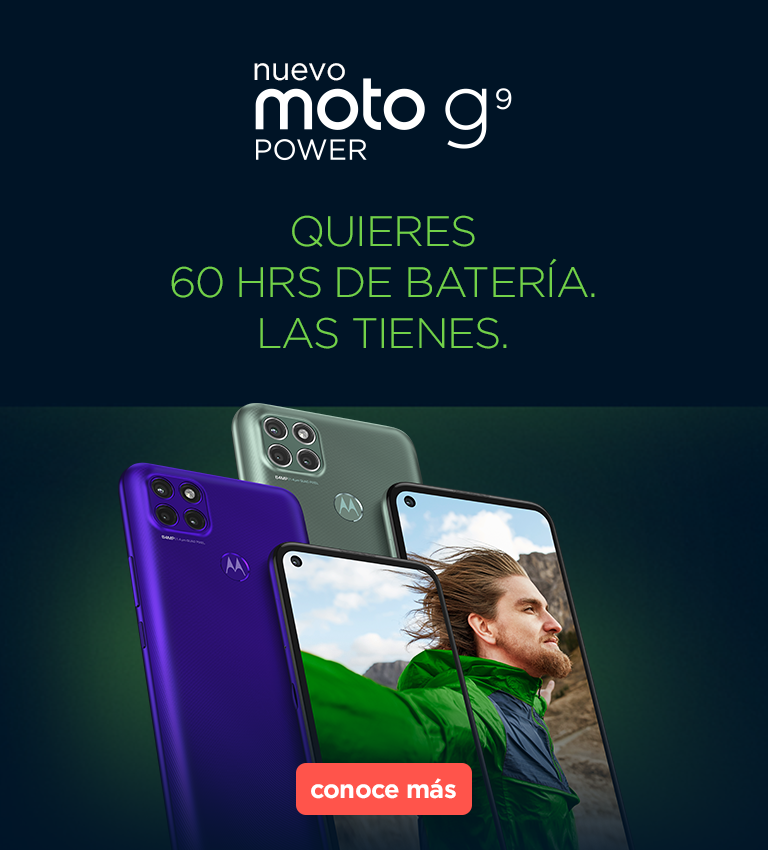 nuevo
moto g9
POWER
QUIERES
60 HRS DE BATERÍA.
LAS TIENES.
conoce más